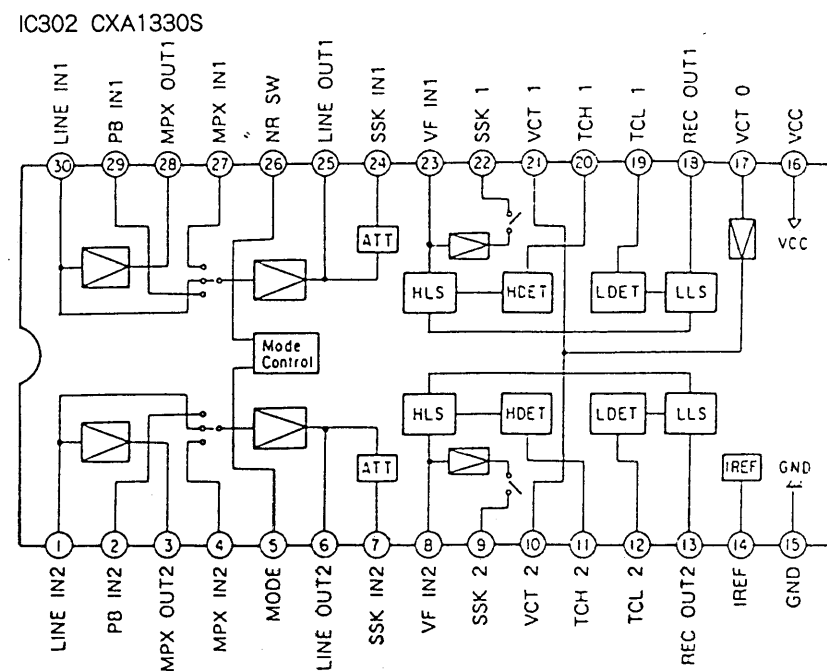 IC302 CXA1330S
LINE IN1
PB IN1
MPX OUT1
MPX IN1
NR SW
LINE OUT1
SSK IN1
VF IN1
SSK 1
VCT 1
TCH 1
TCL 1
REC OUT1
VCT 0
VCC
30 29 28 27 26 25 24 23 22 21 20 19 18 17 16
ATT
VCC
HLS HDET LDET LLS
Mode
Control
HLS HDET LDET LLS
ATT
IREF
GND
1 2 3 4 5 6 7 8 9 10 11 12 13 14 15
LINE IN2
PB IN2
MPX OUT2
MPX IN2
MODE
LINE OUT2
SSK IN2
VF IN2
SSK 2
VCT 2
TCH 2
TCL 2
REC OUT2
IREF
GND